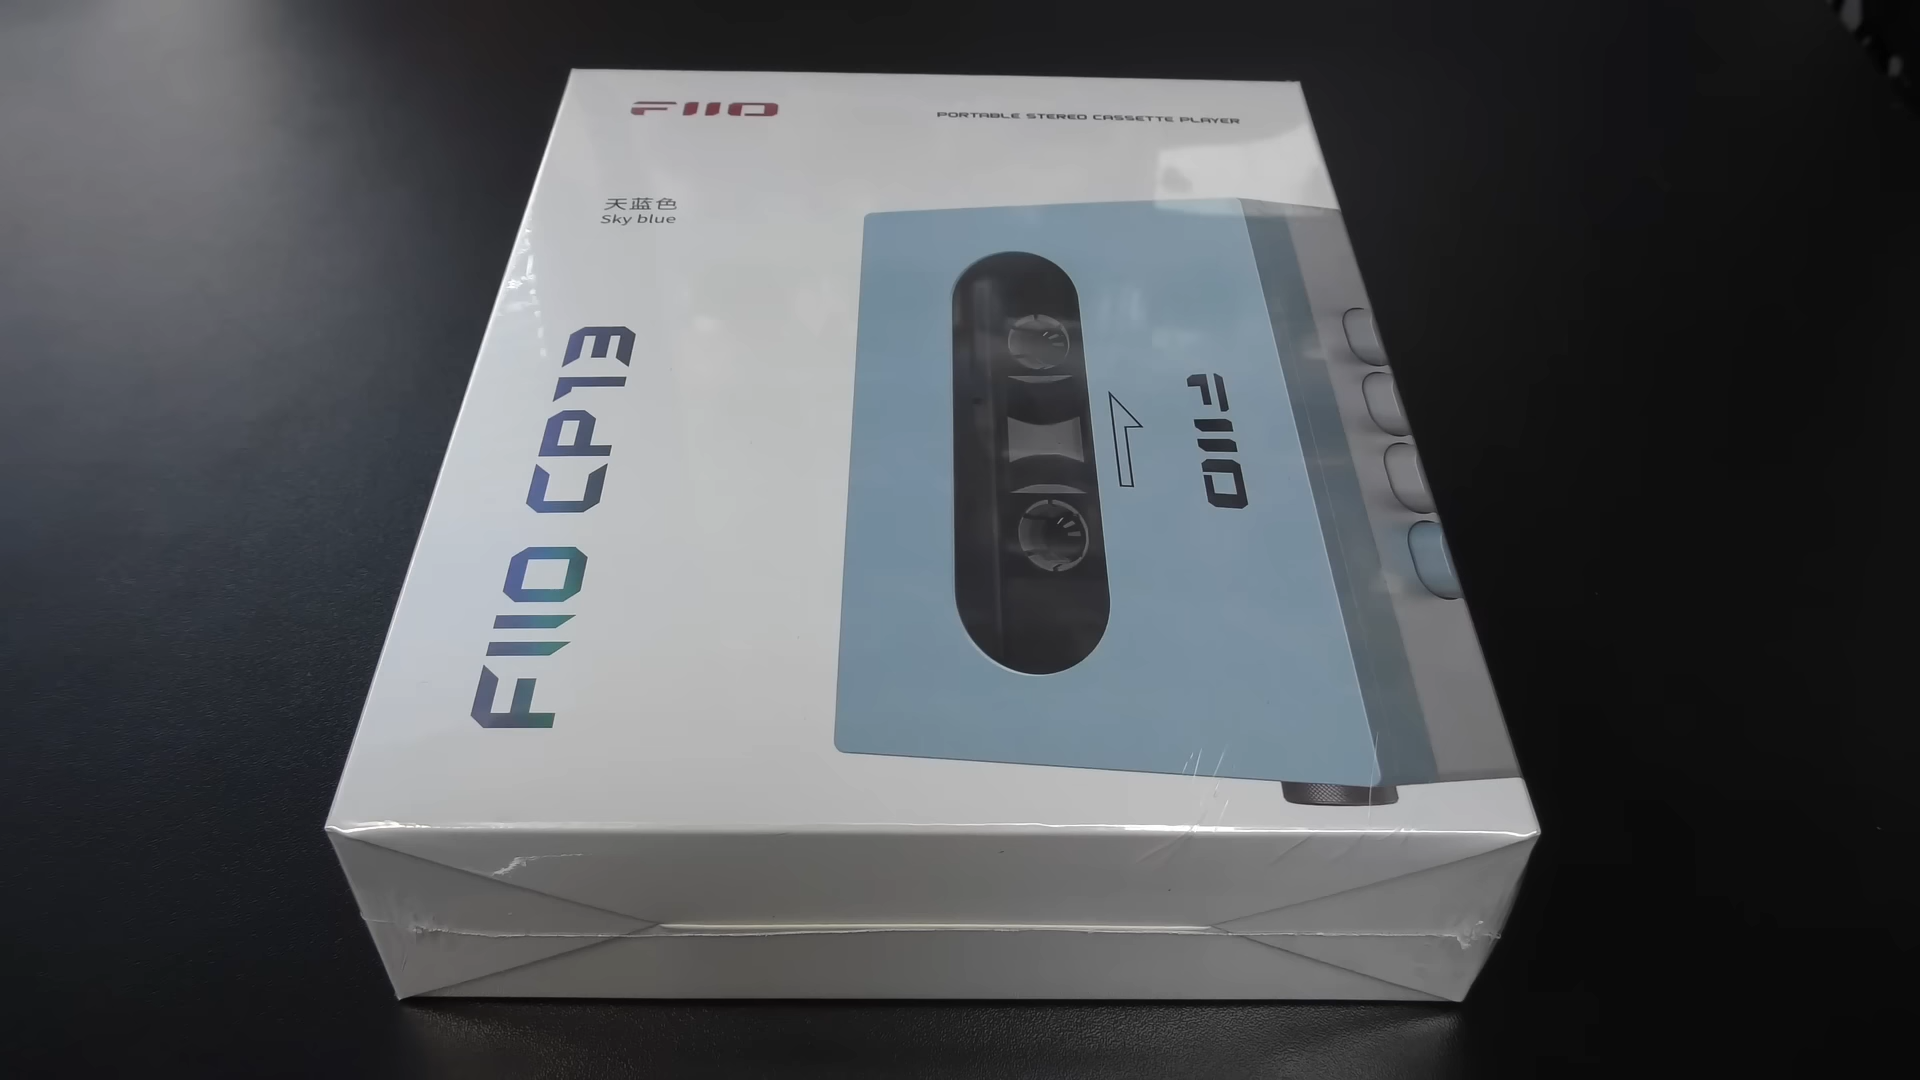 FIIO
PORTABLE STEREO CASSETTE PLAYER
天蓝色
Sky blue
FIIO CP13
FIIO